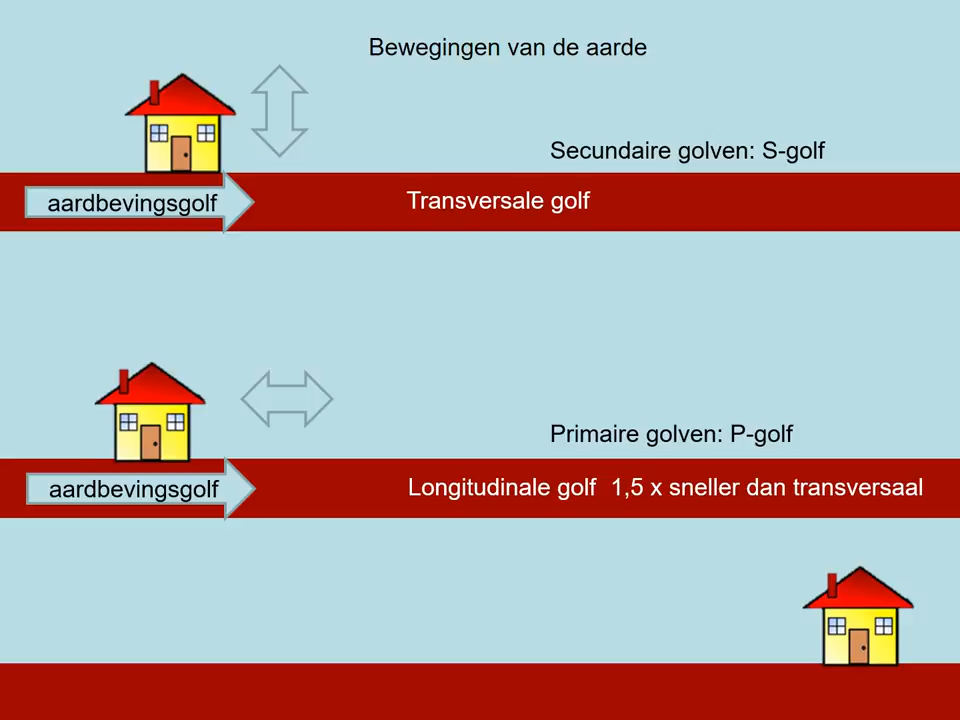 Bewegingen van de aarde
Secundaire golven: S-golf
aardbevingsgolf
Transversale golf
Primaire golven: P-golf
aardbevingsgolf
Longitudinale golf  1,5 x sneller dan transversaal